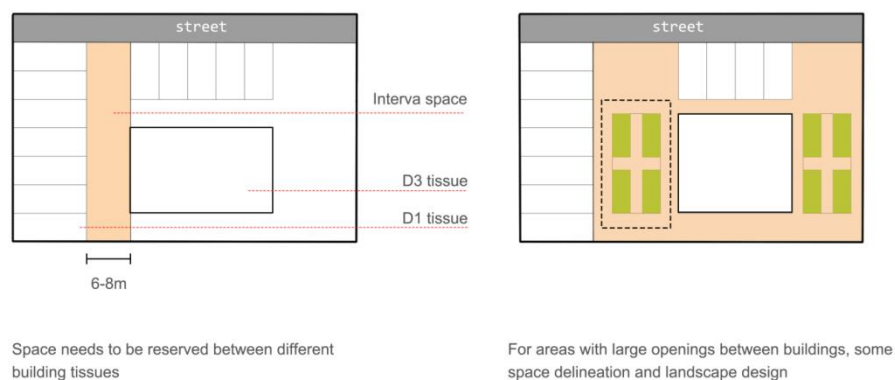 street
street
Interva space
D3 tissue
D1 tissue
6-8m
Space needs to be reserved between different
building tissues
For areas with large openings between buildings, some
space delineation and landscape design